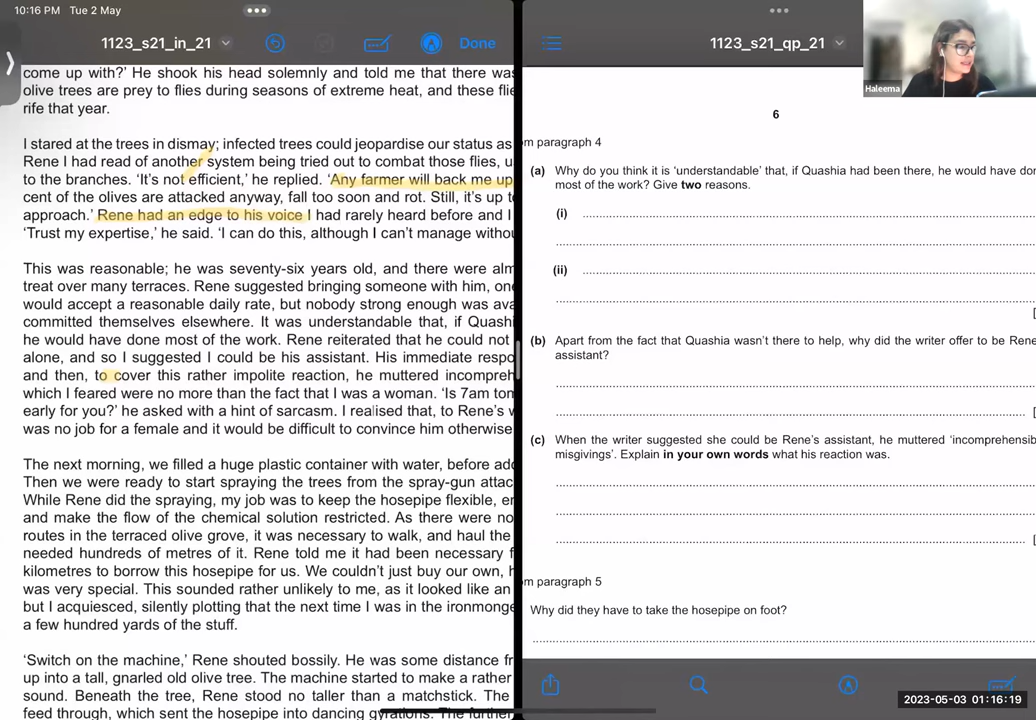 10:16 PM Tue 2 May
1123_s21_in_21
Done
come up with?' He shook his head solemnly and told me that there was
olive trees are prey to flies during seasons of extreme heat, and these flie
rife that year.
I stared at the trees in dismay; infected trees could jeopardise our status as
Rene I had read of another system being tried out to combat those flies, u
to the branches. 'It's not efficient,' he replied. 'Any farmer will back me up
cent of the olives are attacked anyway, fall too soon and rot. Still, it's up t
approach.' Rene had an edge to his voice I had rarely heard before and I
'Trust my expertise,' he said. 'I can do this, although I can't manage withou
This was reasonable; he was seventy-six years old, and there were alm
treat over many terraces. Rene suggested bringing someone with him, one
would accept a reasonable daily rate, but nobody strong enough was ava
committed themselves elsewhere. It was understandable that, if Quashi
he would have done most of the work. Rene reiterated that he could not
alone, and so I suggested I could be his assistant. His immediate respo
and then, to cover this rather impolite reaction, he muttered incompreh
which I feared were no more than the fact that I was a woman. 'Is 7am tom
early for you?' he asked with a hint of sarcasm. I realised that, to Rene's w
was no job for a female and it would be difficult to convince him otherwise
The next morning, we filled a huge plastic container with water, before add
Then we were ready to start spraying the trees from the spray-gun attac
While Rene did the spraying, my job was to keep the hosepipe flexible, en
and make the flow of the chemical solution restricted. As there were no
routes in the terraced olive grove, it was necessary to walk, and haul the
needed hundreds of metres of it. Rene told me it had been necessary f
kilometres to borrow this hosepipe for us. We couldn't just buy our own, h
was very special. This sounded rather unlikely to me, as it looked like an
but I acquiesced, silently plotting that the next time I was in the ironmonge
a few hundred yards of the stuff.
'Switch on the machine,' Rene shouted bossily. He was some distance fr
up into a tall, gnarled old olive tree. The machine started to make a rather
sound. Beneath the tree, Rene stood no taller than a matchstick. The
feed through, which sent the hosepipe into dancing gyrations. The further
1123_s21_qp_21
Haleema
6
m paragraph 4
(a) Why do you think it is 'understandable' that, if Quashia had been there, he would have don
most of the work? Give two reasons.
(i)
(ii)
[
(b) Apart from the fact that Quashia wasn't there to help, why did the writer offer to be Rene
assistant?
[
(c) When the writer suggested she could be Rene's assistant, he muttered 'incomprehensib
misgivings'. Explain in your own words what his reaction was.
[
m paragraph 5
Why did they have to take the hosepipe on foot?
2023-05-03 01:16:19